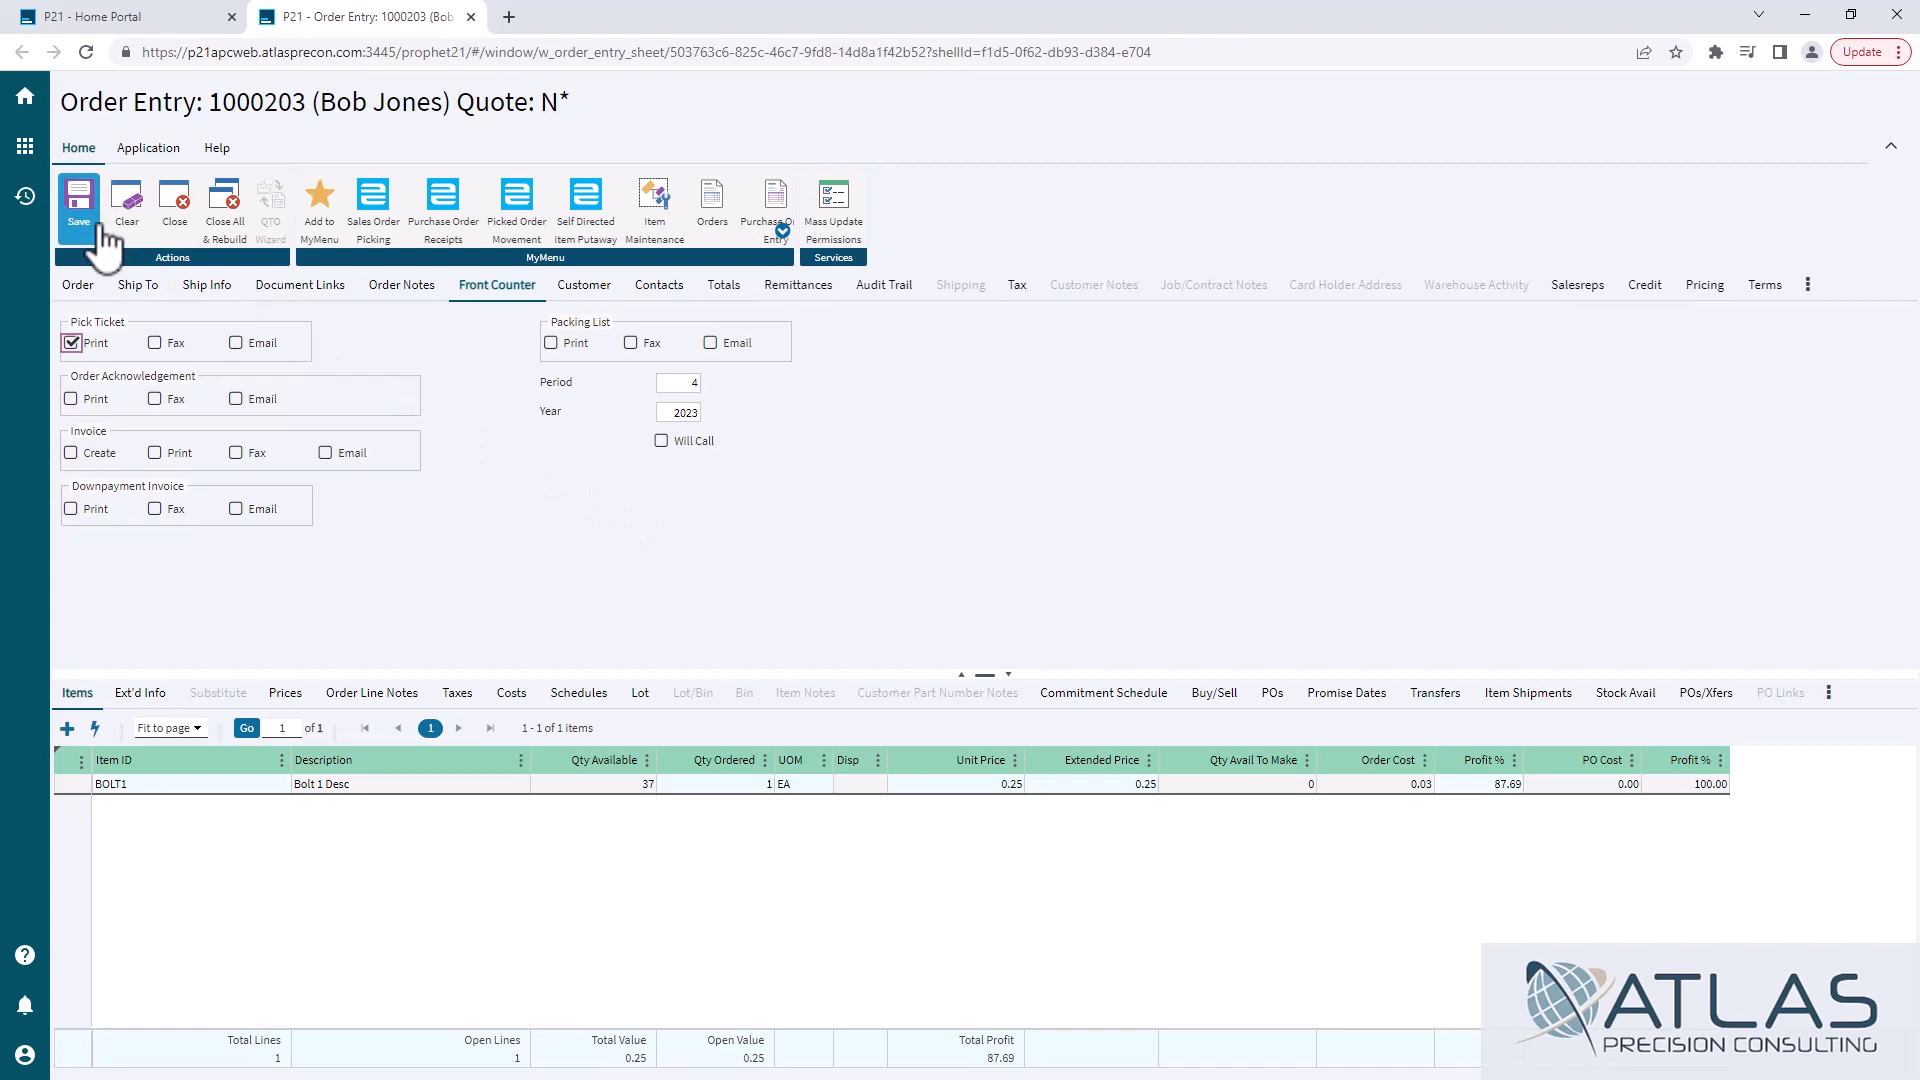 P21 - Home Portal
P21 - Order Entry: 1000203 (Bob
https://p21apcweb.atlasprecon.com:3445/prophet21/#/window/w_order_entry_sheet/503763c6-825c-46c7-9fd8-14d8a1f42b52?shellId=f1d5-0f62-db93-d384-e704
Update
Order Entry: 1000203 (Bob Jones) Quote: N*
Home Application Help
Save
Clear
Close
Close All & Rebuild
QTO Wizard
Add to MyMenu
Sales Order Picking
Purchase Order Receipts
Picked Order Movement
Self Directed Item Putaway
Item Maintenance
Orders
Purchase Or Entry
Mass Update Permissions
Actions MyMenu Services
Order Ship To Ship Info Document Links Order Notes Front Counter Customer Contacts Totals Remittances Audit Trail Shipping Tax Customer Notes Job/Contract Notes Card Holder Address Warehouse Activity Salesreps Credit Pricing Terms
Pick Ticket
Print Fax Email
Order Acknowledgement
Print Fax Email
Invoice
Create Print Fax Email
Downpayment Invoice
Print Fax Email
Packing List
Print Fax Email
Period 4
Year 2023
Will Call
Items Ext'd Info Substitute Prices Order Line Notes Taxes Costs Schedules Lot Lot/Bin Bin Item Notes Customer Part Number Notes Commitment Schedule Buy/Sell POs Promise Dates Transfers Item Shipments Stock Avail POs/Xfers PO Links
Fit to page Go 1 of 1 1 1 - 1 of 1 items
Item ID Description Qty Available Qty Ordered UOM Disp Unit Price Extended Price Qty Avail To Make Order Cost Profit % PO Cost Profit %
BOLT1 Bolt 1 Desc 37 1 EA 0.25 0.25 0 0.03 87.69 0.00 100.00
Total Lines Open Lines Total Value Open Value Total Profit
1 1 0.25 0.25 87.69
ATLAS
PRECISION CONSULTING